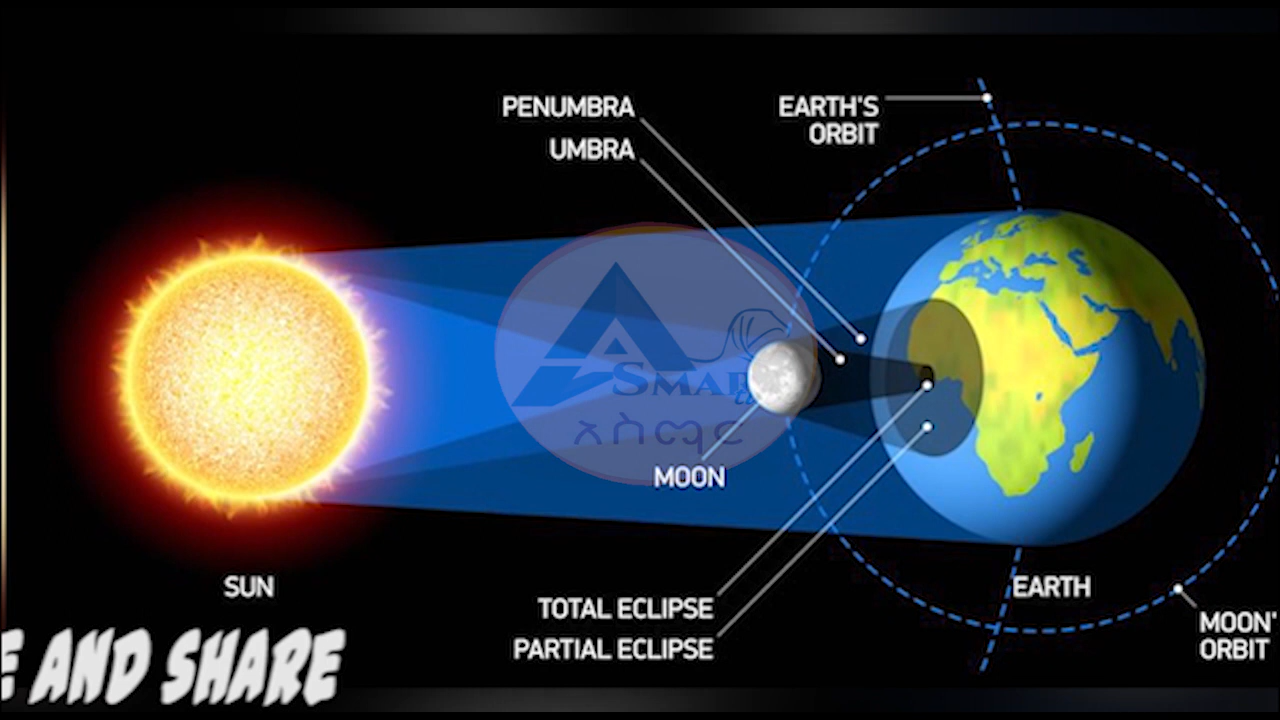 PENUMBRA
UMBRA
EARTH'S
ORBIT
SMAR
አስማር
MOON
SUN
EARTH
TOTAL ECLIPSE
PARTIAL ECLIPSE
MOON'
ORBIT
E AND SHARE